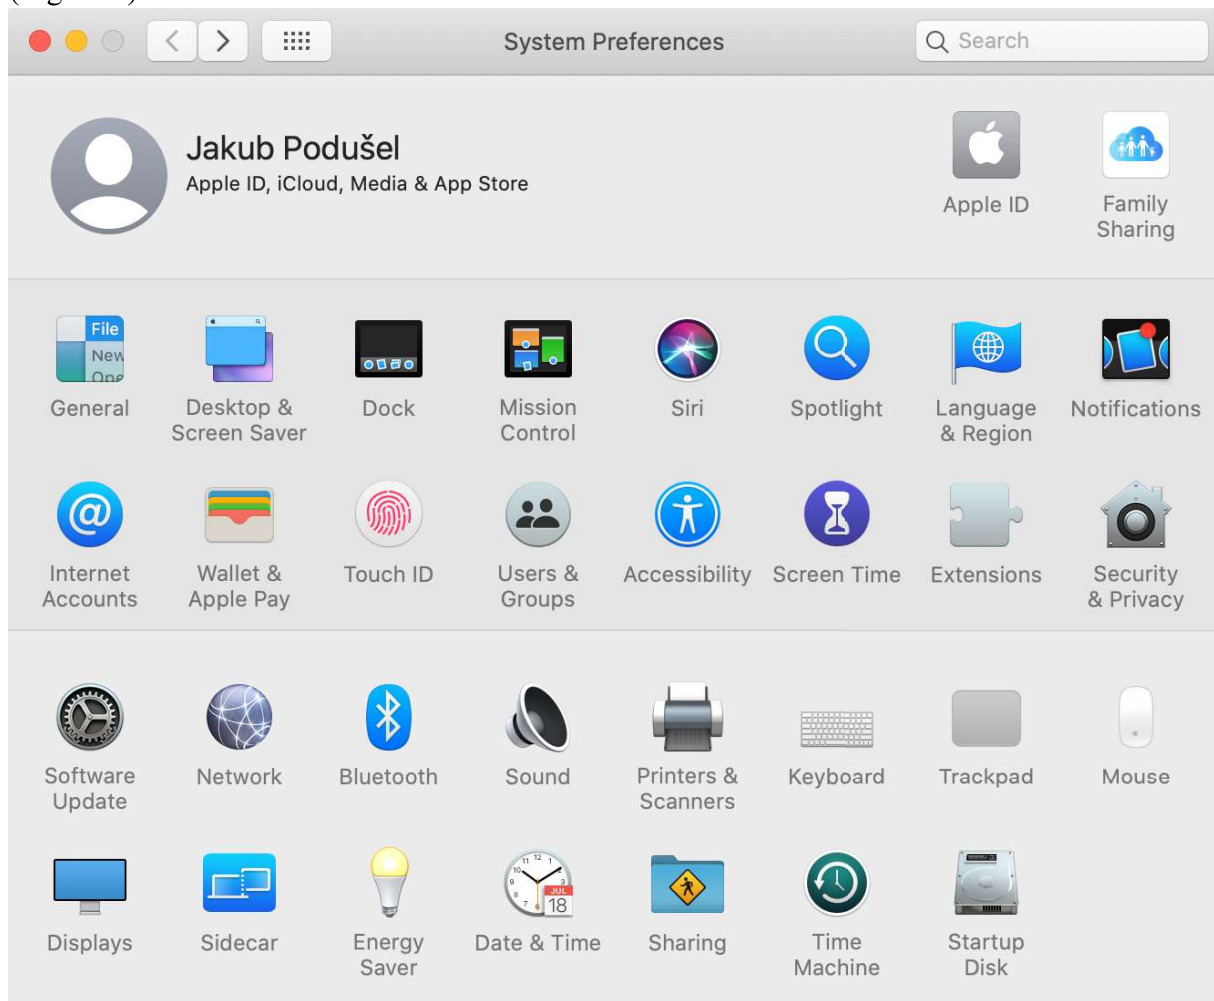 System Preferences
Search
Jakub Podušel
Apple ID, iCloud, Media & App Store
Apple ID
Family
Sharing
File
New
Ope
General
Desktop &
Screen Saver
Dock
Mission
Control
Siri
Spotlight
Language
& Region
Notifications
Internet
Accounts
Wallet &
Apple Pay
Touch ID
Users &
Groups
Accessibility
Screen Time
Extensions
Security
& Privacy
Software
Update
Network
Bluetooth
Sound
Printers &
Scanners
Keyboard
Trackpad
Mouse
JUL
18
Displays
Sidecar
Energy
Saver
Date & Time
Sharing
Time
Machine
Startup
Disk